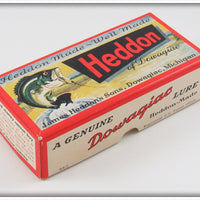 Heddon Made~Well Made
Heddon
of Dowagiac
James Heddon's Sons, Dowagiac, Michigan
A GENUINE
Dowagiac
LURE
Heddon-Made